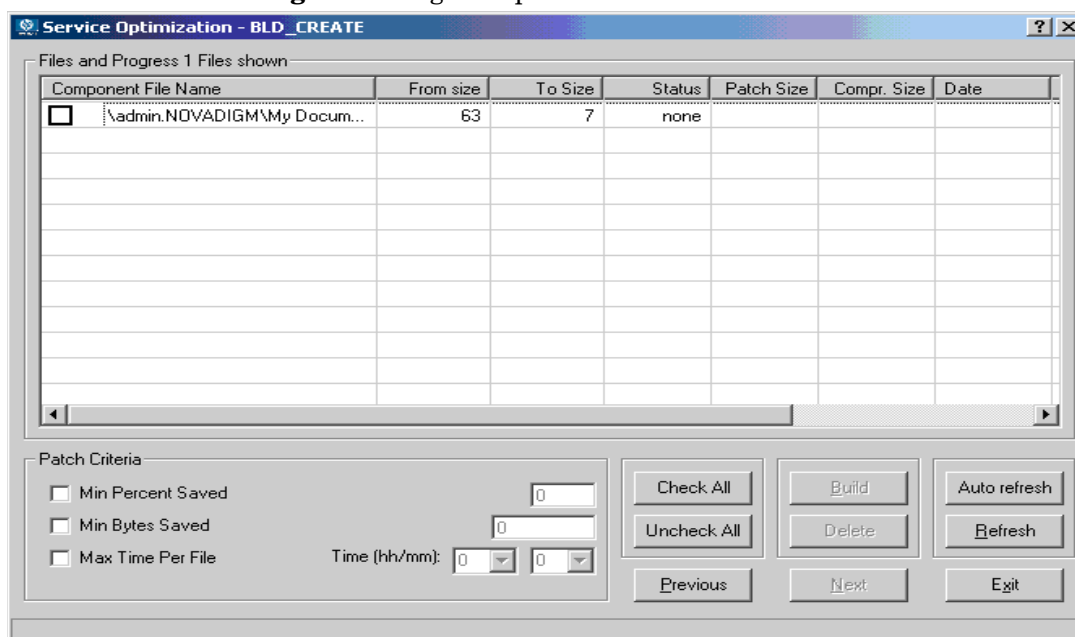 Service Optimization - BLD_CREATE
Files and Progress 1 Files shown
Component File Name From size To Size Status Patch Size Compr. Size Date
\admin.NOVADIGM\My Docum... 63 7 none
Patch Criteria
Min Percent Saved 0
Min Bytes Saved 0
Max Time Per File Time (hh/mm): 0 0
Check All Build Auto refresh
Uncheck All Delete Refresh
Previous Next Exit